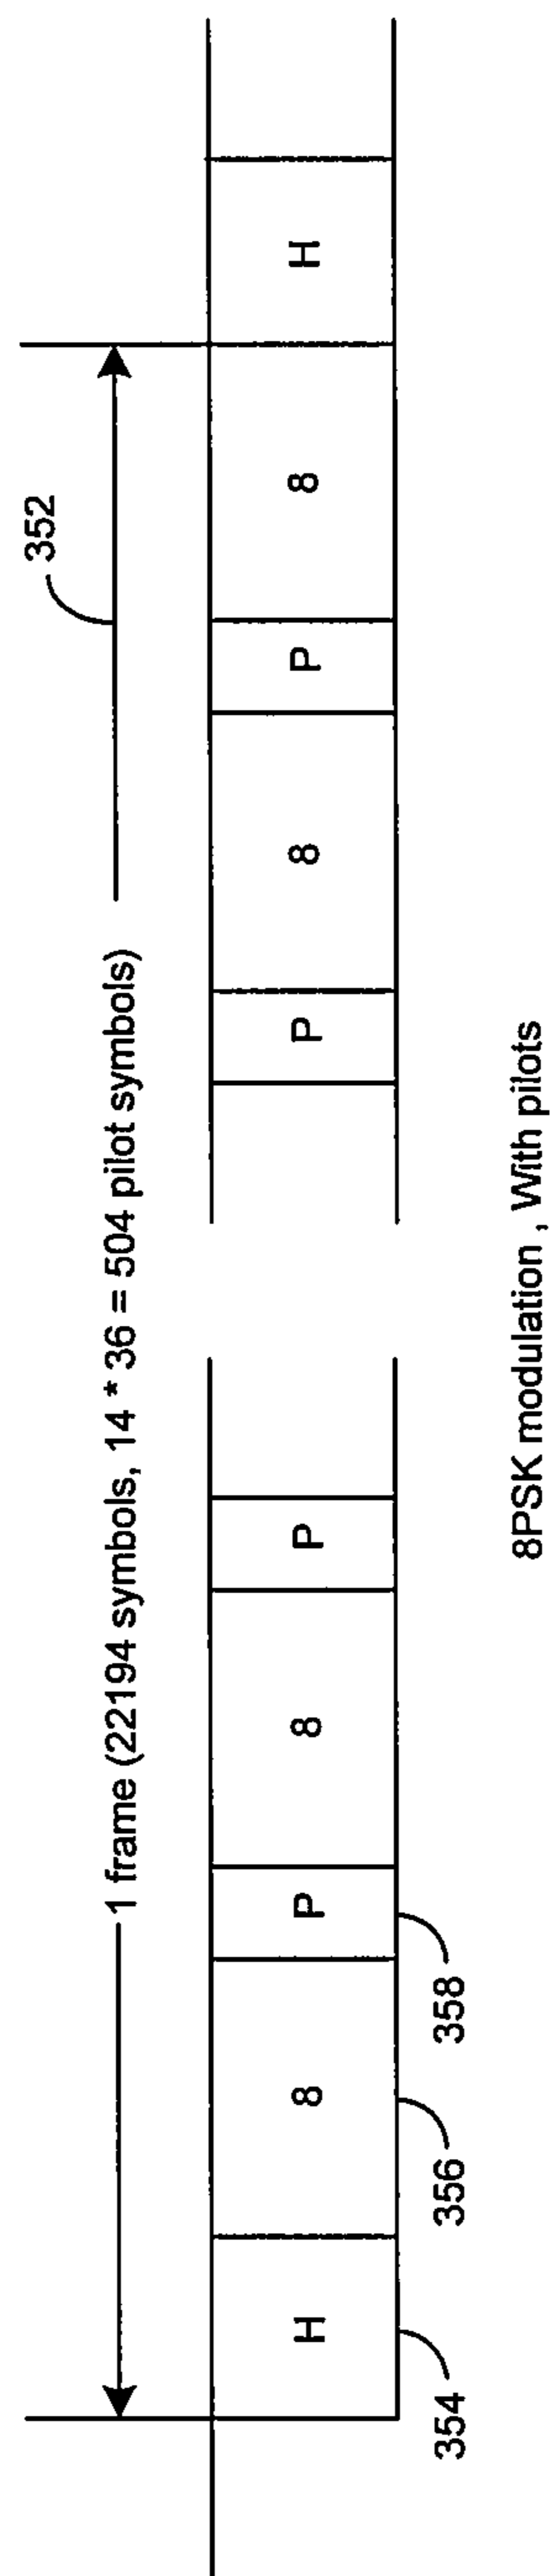 352
1 frame (22194 symbols, 14 * 36 = 504 pilot symbols)
H 8 P 8 P P 8 P 8 H
354 356 358
8PSK modulation , With pilots